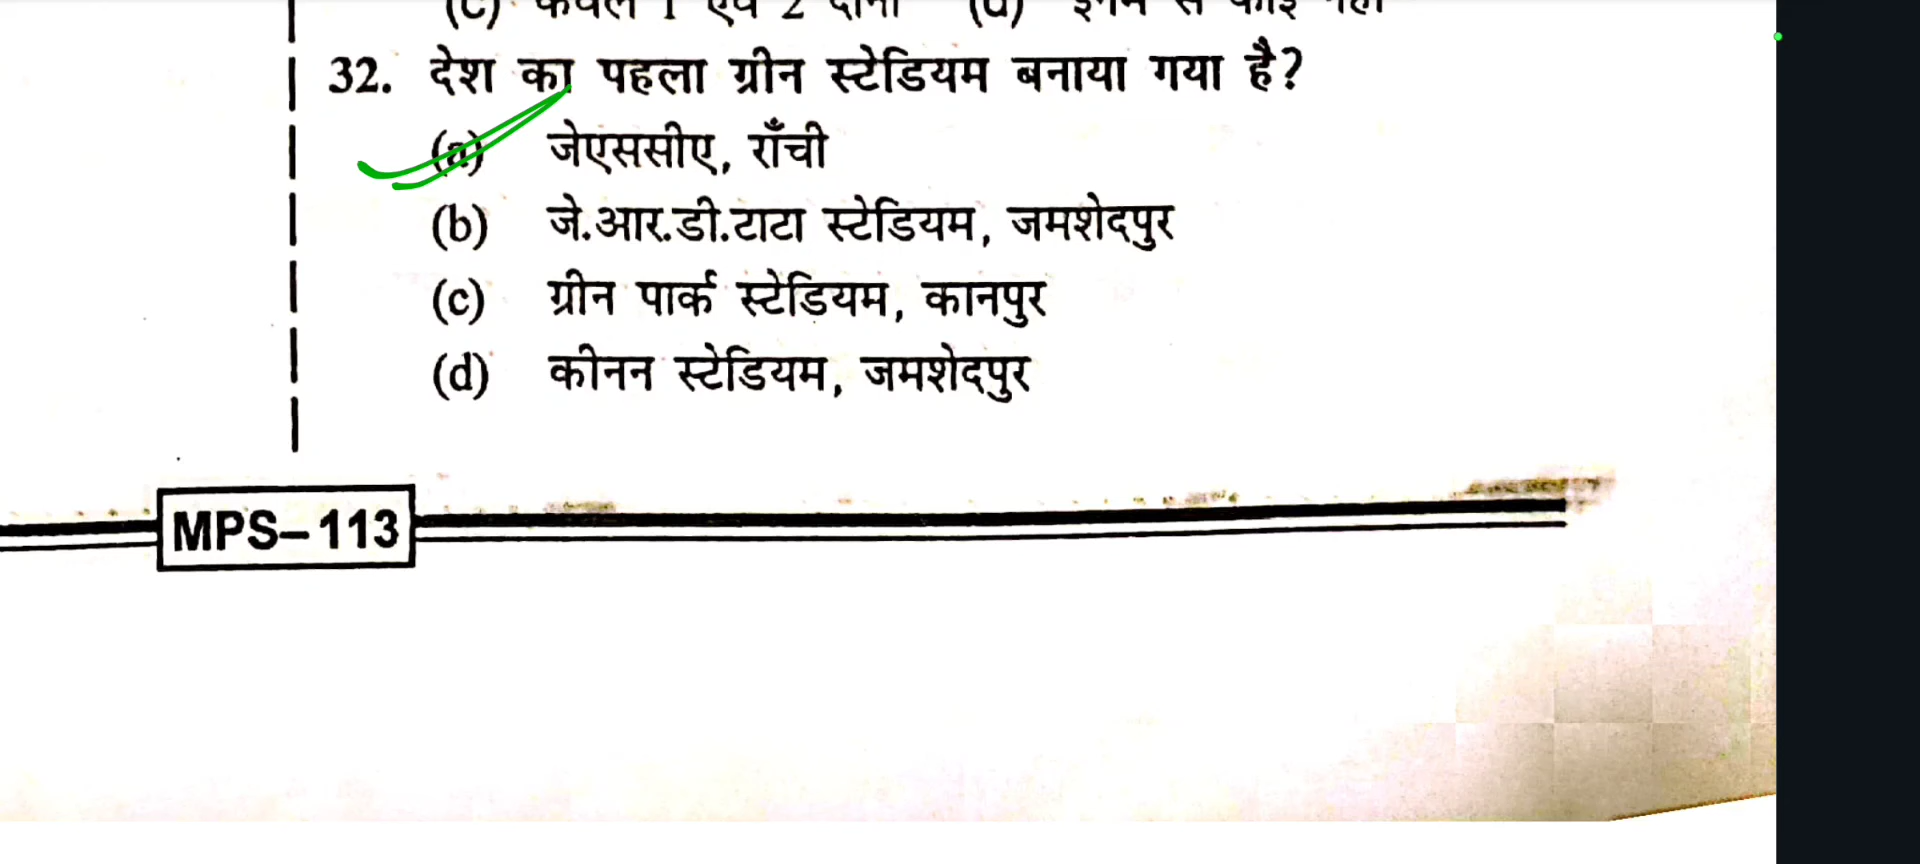 32. देश का पहला ग्रीन स्टेडियम बनाया गया है?
(a) जेएससीए, राँची
(b) जे.आर.डी.टाटा स्टेडियम, जमशेदपुर
(c) ग्रीन पार्क स्टेडियम, कानपुर
(d) कीनन स्टेडियम, जमशेदपुर
MPS–113